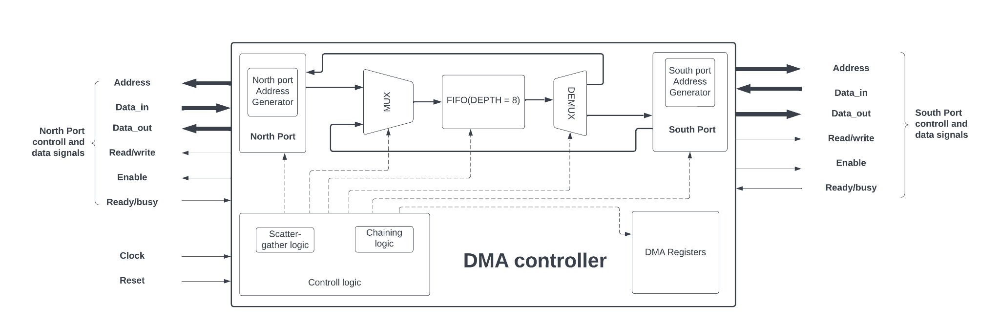 North Port
controll and
data signals
Address
Data_in
Data_out
Read/write
Enable
Ready/busy
Clock
Reset
North port
Address
Generator
North Port
MUX
FIFO(DEPTH = 8)
DEMUX
South port
Address
Generator
South Port
Scatter-
gather logic
Chaining
logic
Controll logic
DMA controller
DMA Registers
Address
Data_in
Data_out
Read/write
Enable
Ready/busy
South Port
controll and
data signals